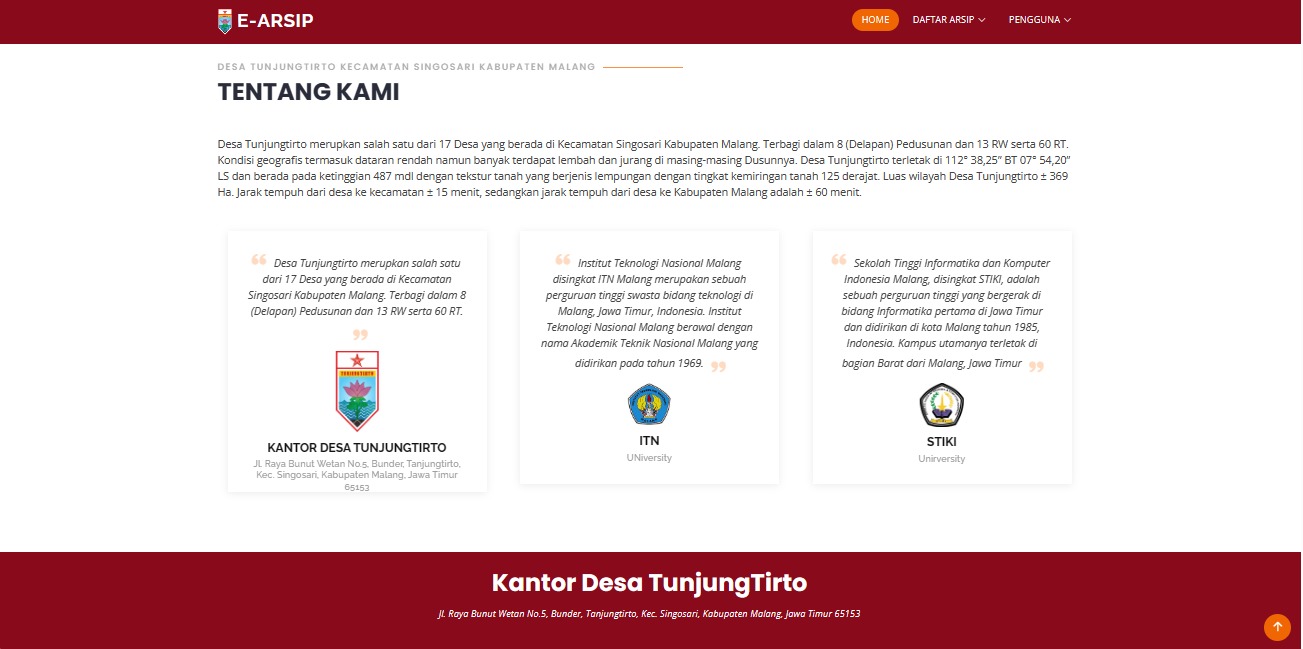 E-ARSIP
HOME
DAFTAR ARSIP
PENGGUNA
DESA TUNJUNGTIRTO KECAMATAN SINGOSARI KABUPATEN MALANG
TENTANG KAMI
Desa Tunjungtirto merupkan salah satu dari 17 Desa yang berada di Kecamatan Singosari Kabupaten Malang. Terbagi dalam 8 (Delapan) Pedusunan dan 13 RW serta 60 RT.
Kondisi geografis termasuk dataran rendah namun banyak terdapat lembah dan jurang di masing-masing Dusunnya. Desa Tunjungtirto terletak di 112° 38,25” BT 07° 54,20”
LS dan berada pada ketinggian 487 mdl dengan tekstur tanah yang berjenis lempungan dengan tingkat kemiringan tanah 125 derajat. Luas wilayah Desa Tunjungtirto ± 369
Ha. Jarak tempuh dari desa ke kecamatan ± 15 menit, sedangkan jarak tempuh dari desa ke Kabupaten Malang adalah ± 60 menit.
“ Desa Tunjungtirto merupkan salah satu
dari 17 Desa yang berada di Kecamatan
Singosari Kabupaten Malang. Terbagi dalam 8
(Delapan) Pedusunan dan 13 RW serta 60 RT.
”
TUNJUNGTIRTO
KANTOR DESA TUNJUNGTIRTO
Jl. Raya Bunut Wetan No.5, Bunder, Tanjungtirto,
Kec. Singosari, Kabupaten Malang, Jawa Timur
65153
“ Institut Teknologi Nasional Malang
disingkat ITN Malang merupakan sebuah
perguruan tinggi swasta bidang teknologi di
Malang, Jawa Timur, Indonesia. Institut
Teknologi Nasional Malang berawal dengan
nama Akademik Teknik Nasional Malang yang
didirikan pada tahun 1969. ”
ITN
UNiversity
“ Sekolah Tinggi Informatika dan Komputer
Indonesia Malang, disingkat STIKI, adalah
sebuah perguruan tinggi yang bergerak di
bidang Informatika pertama di Jawa Timur
dan didirikan di kota Malang tahun 1985,
Indonesia. Kampus utamanya terletak di
bagian Barat dari Malang, Jawa Timur ”
STIKI
Unirversity
Kantor Desa TunjungTirto
Jl. Raya Bunut Wetan No.5, Bunder, Tanjungtirto, Kec. Singosari, Kabupaten Malang, Jawa Timur 65153